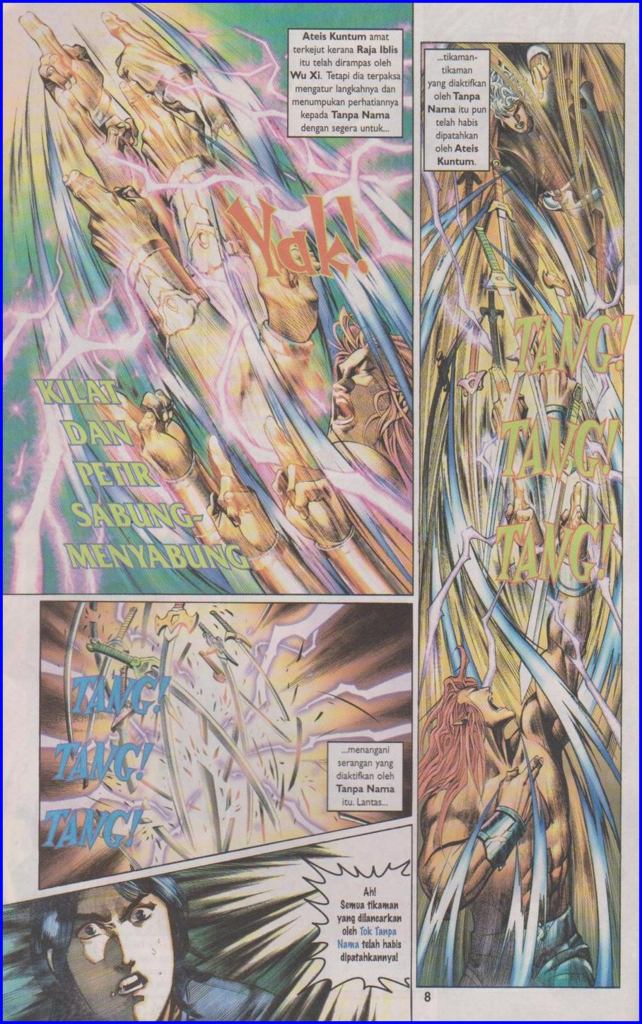 Ateis Kuntum amat
terkejut kerana Raja Iblis
itu telah dirampas oleh
Wu Xi. Tetapi dia terpaksa
mengatur langkahnya dan
menumpukan perhatiannya
kepada Tanpa Nama
dengan segera untuk...
Yak!
KILAT
DAN
PETIR
SABUNG-
MENYABUNG
TANG!
TANG!
TANG!
...menangani
serangan yang
diaktifkan oleh
Tanpa Nama
itu. Lantas...
...tikaman-
tikaman
yang diaktifkan
oleh Tanpa
Nama itu pun
telah habis
dipatahkan
oleh Ateis
Kuntum.
TANG!
TANG!
TANG!
Ah!
Semua tikaman
yang dilancarkan
oleh Tok Tanpa
Nama telah habis
dipatahkannya!
8